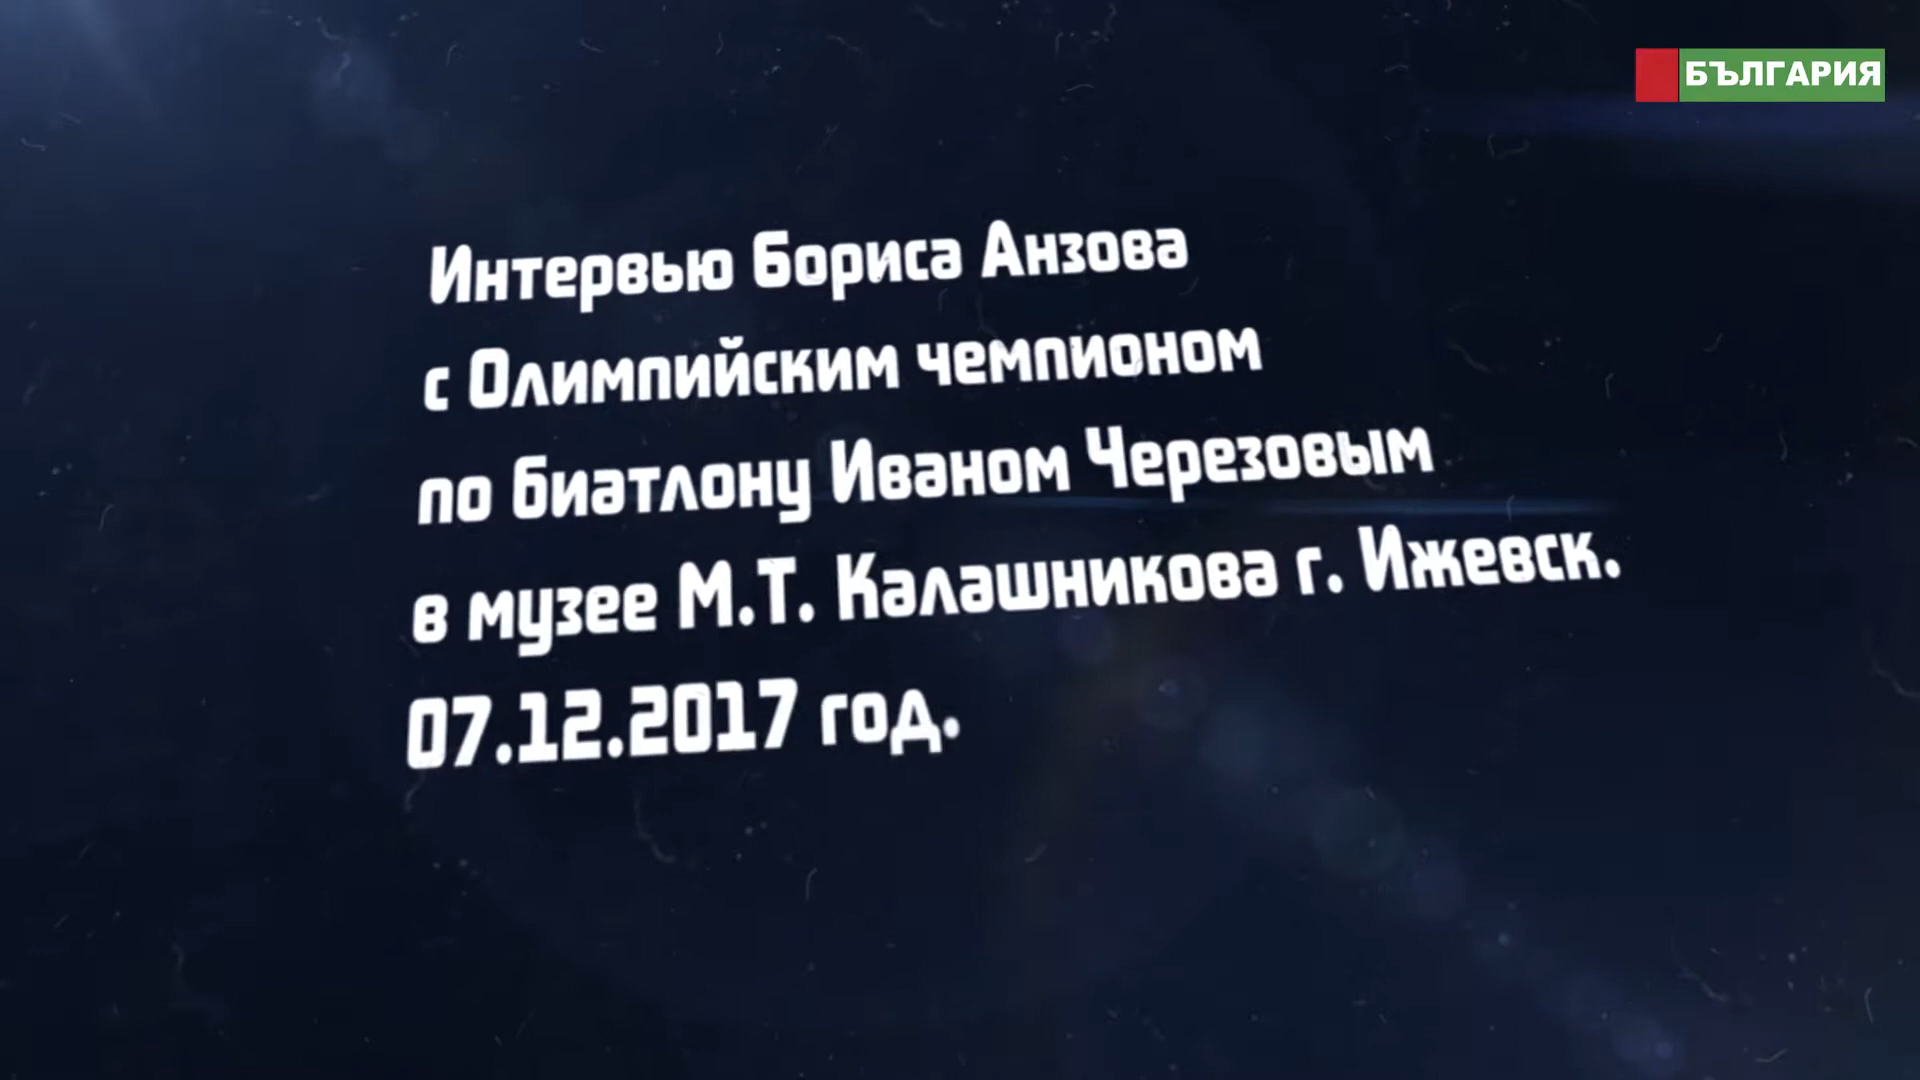 БЪЛГАРИЯ
Интервью Бориса Анзова
с Олимпийским чемпионом
по биатлону Иваном Черезовым
в музее М.Т. Калашникова г. Ижевск.
07.12.2017 год.